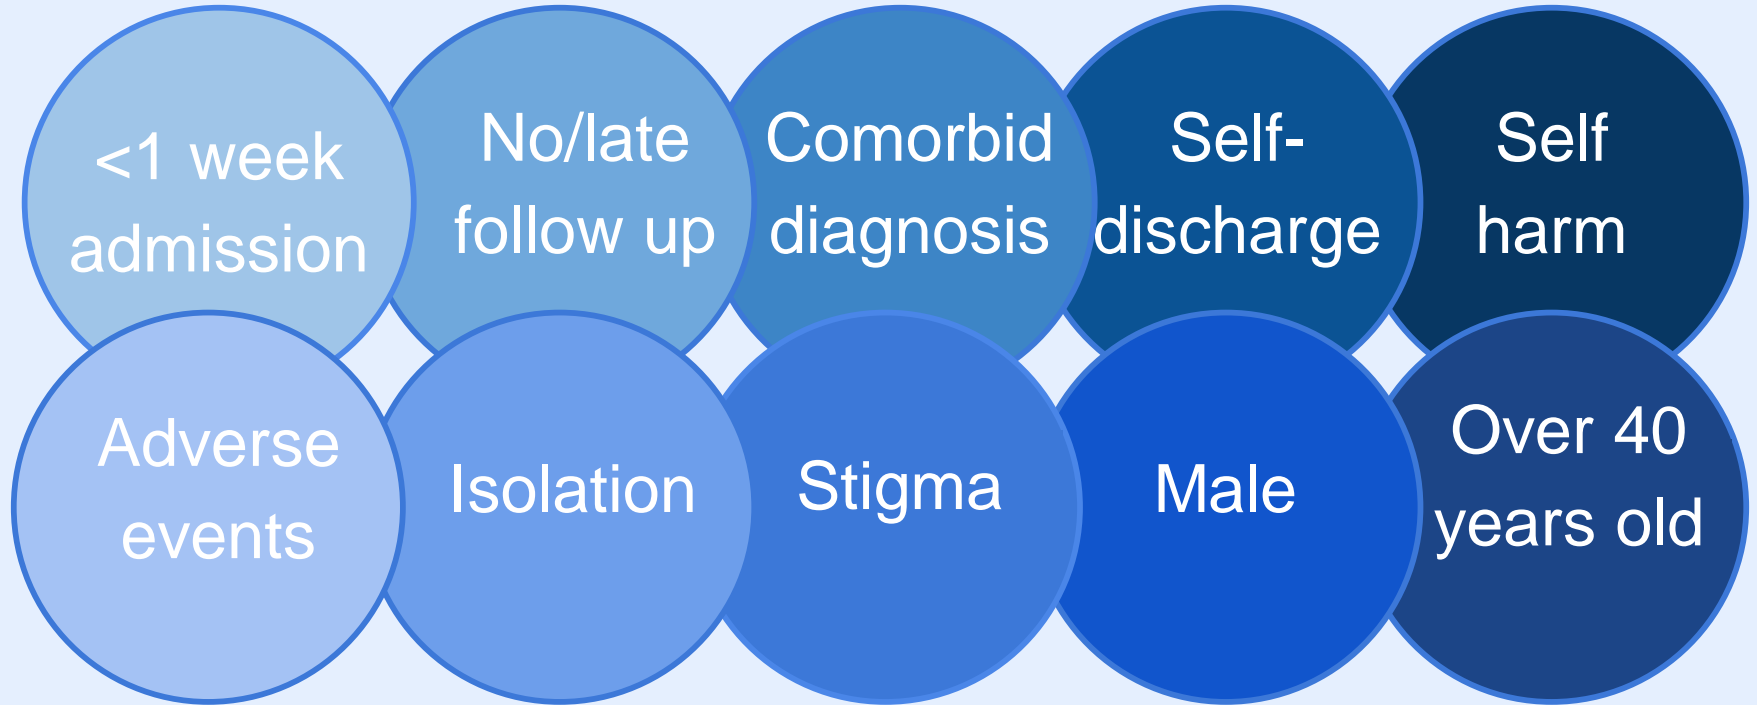 <1 week
admission
No/late
follow up
Comorbid
diagnosis
Self-
discharge
Self
harm
Adverse
events
Isolation
Stigma
Male
Over 40
years old